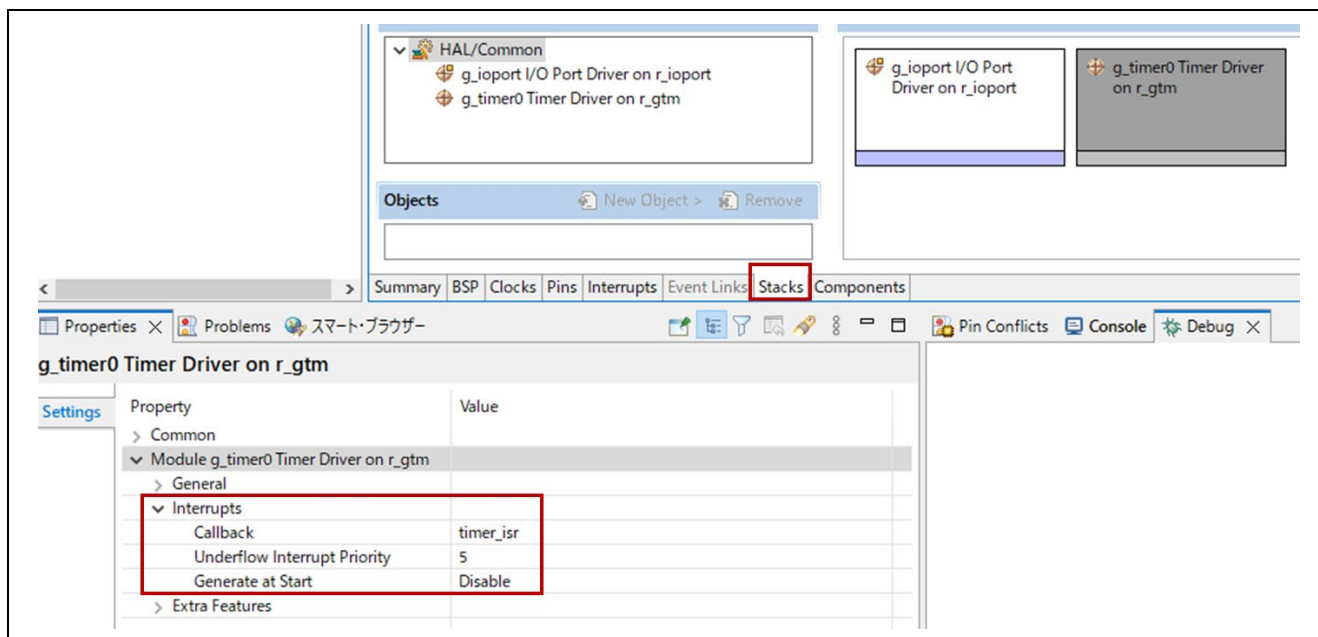 HAL/Common
g_ioport I/O Port Driver on r_ioport
g_timer0 Timer Driver on r_gtm
g_ioport I/O Port
Driver on r_ioport
g_timer0 Timer Driver
on r_gtm
Objects
New Object >
Remove
Summary BSP Clocks Pins Interrupts Event Links Stacks Components
Properties Problems スマート・ブラウザー
Pin Conflicts Console Debug
g_timer0 Timer Driver on r_gtm
Settings
Property Value
Common
Module g_timer0 Timer Driver on r_gtm
General
Interrupts
Callback timer_isr
Underflow Interrupt Priority 5
Generate at Start Disable
Extra Features